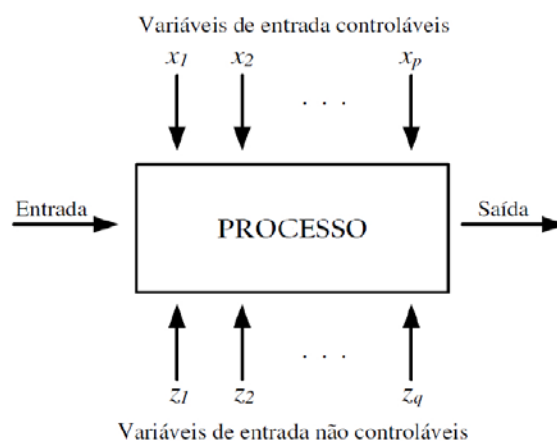 Variáveis de entrada controláveis
x1 x2 . . . xp
Entrada PROCESSO Saída
z1 z2 . . . zq
Variáveis de entrada não controláveis